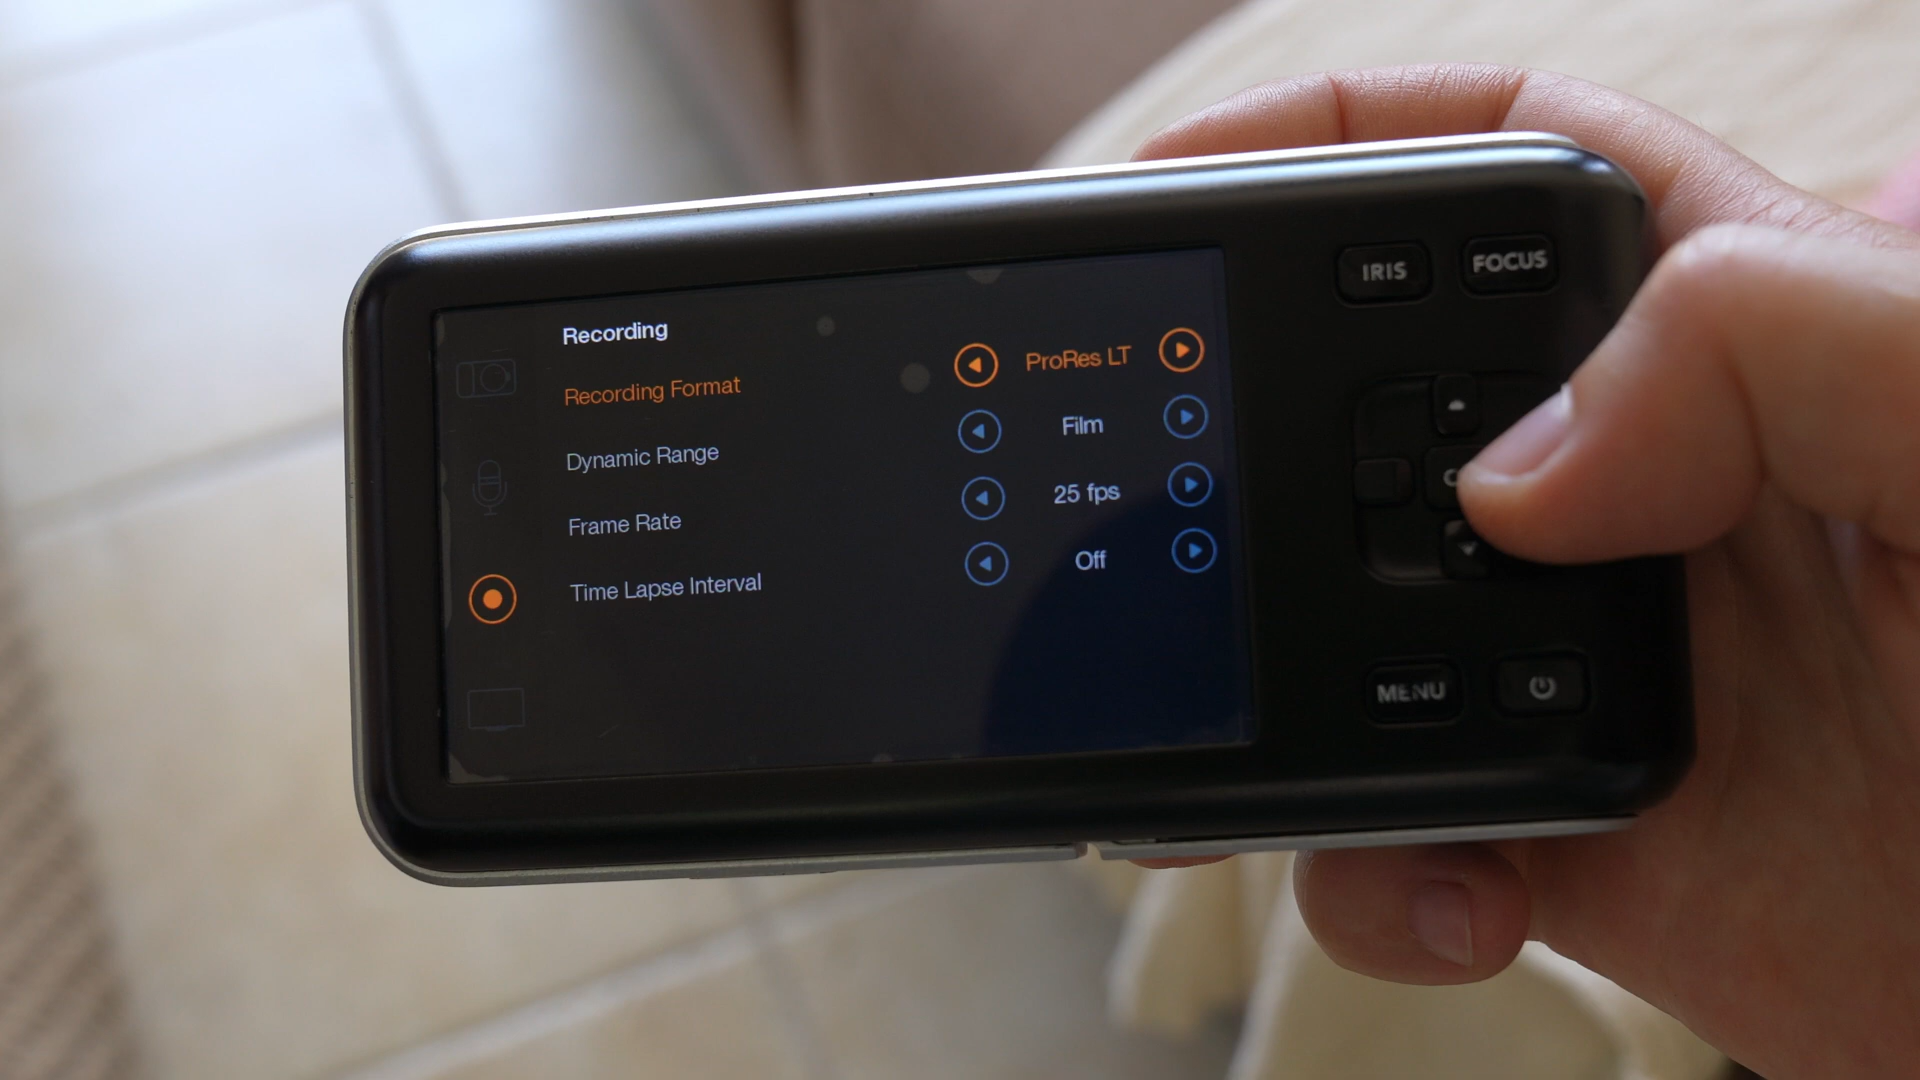 Recording
Recording Format ProRes LT
Dynamic Range Film
Frame Rate 25 fps
Time Lapse Interval Off
IRIS FOCUS
MENU